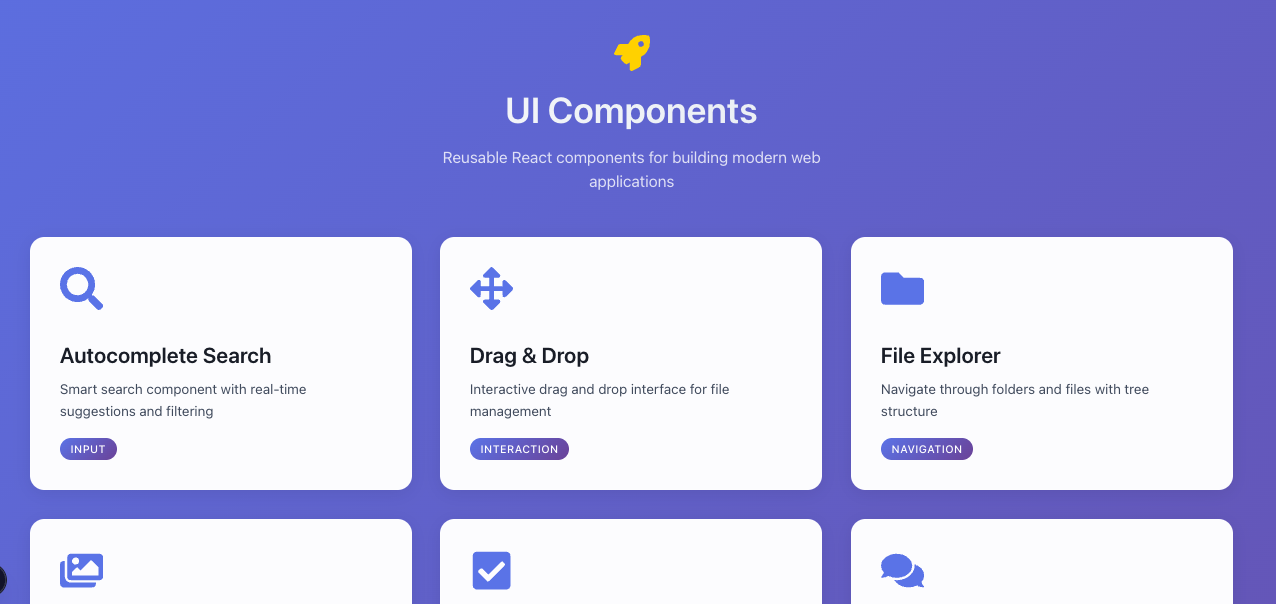 UI Components
Reusable React components for building modern web
applications
Autocomplete Search
Smart search component with real-time
suggestions and filtering
INPUT
Drag & Drop
Interactive drag and drop interface for file
management
INTERACTION
File Explorer
Navigate through folders and files with tree
structure
NAVIGATION